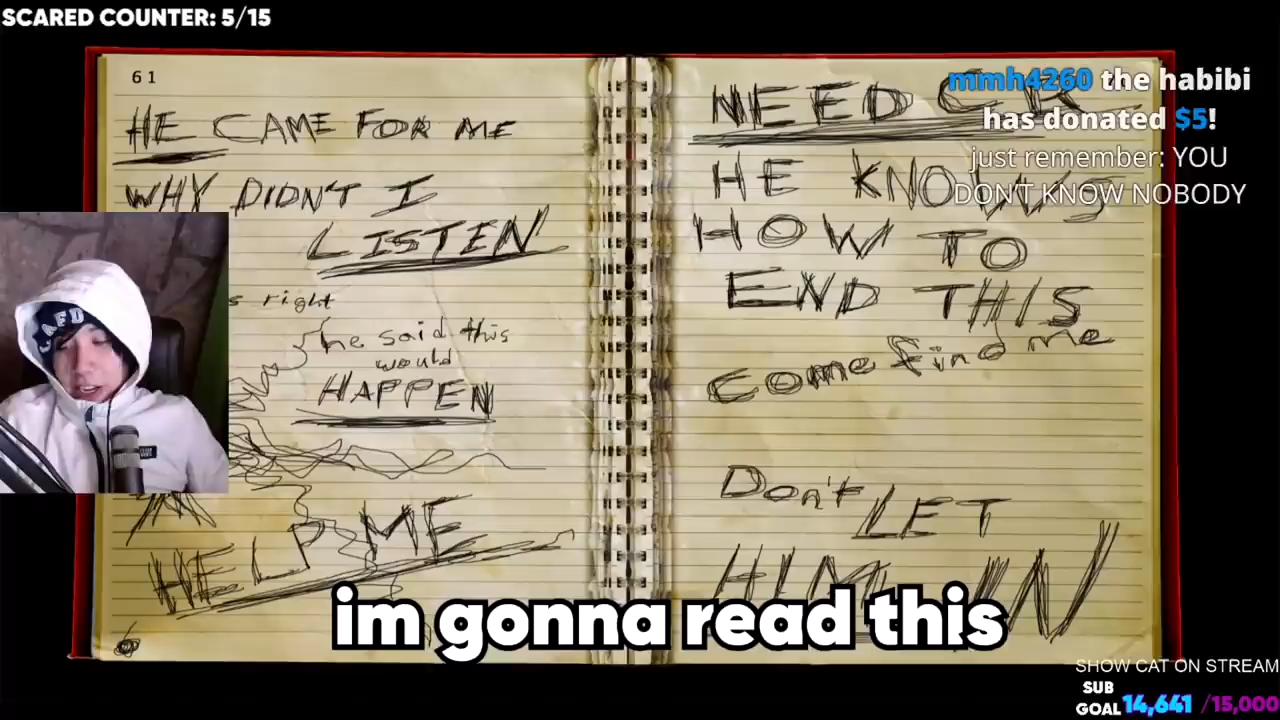 SCARED COUNTER: 5/15
61
HE CAME FOR ME
WHY DIDN'T I
LISTEN
right
he said this
would
HAPPEN
HELP ME
NEED
HE KNOWS
HOW TO
END THIS
come find me
Don't LET
HIM IN
mmh4260 the habibi
has donated $5!
just remember: YOU
DON'T KNOW NOBODY
im gonna read this
SHOW CAT ON STREAM
SUB
GOAL 14,641 /15,000